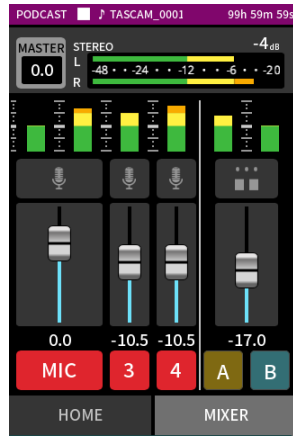 PODCAST ♪ TASCAM_0001 99h 59m 59s
MASTER STEREO -4dB
0.0
L
-48 · · -24 · · -12 · · -6 · · -20
R
0.0 -10.5 -10.5 -17.0
MIC 3 4 A B
HOME MIXER